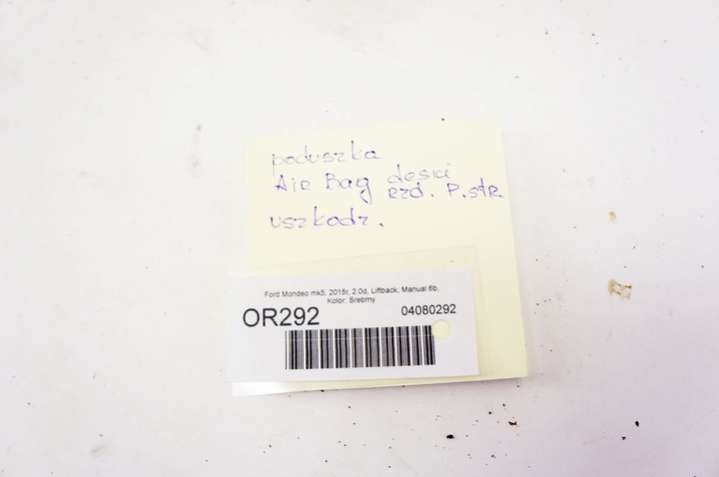 poduszka
Air Bag deski
Rzd. P.str.
uszkodz.
Ford Mondeo mk5, 2015r, 2.0d, Liftback, Manual 6b,
Kolor: Srebrny
OR292
04080292